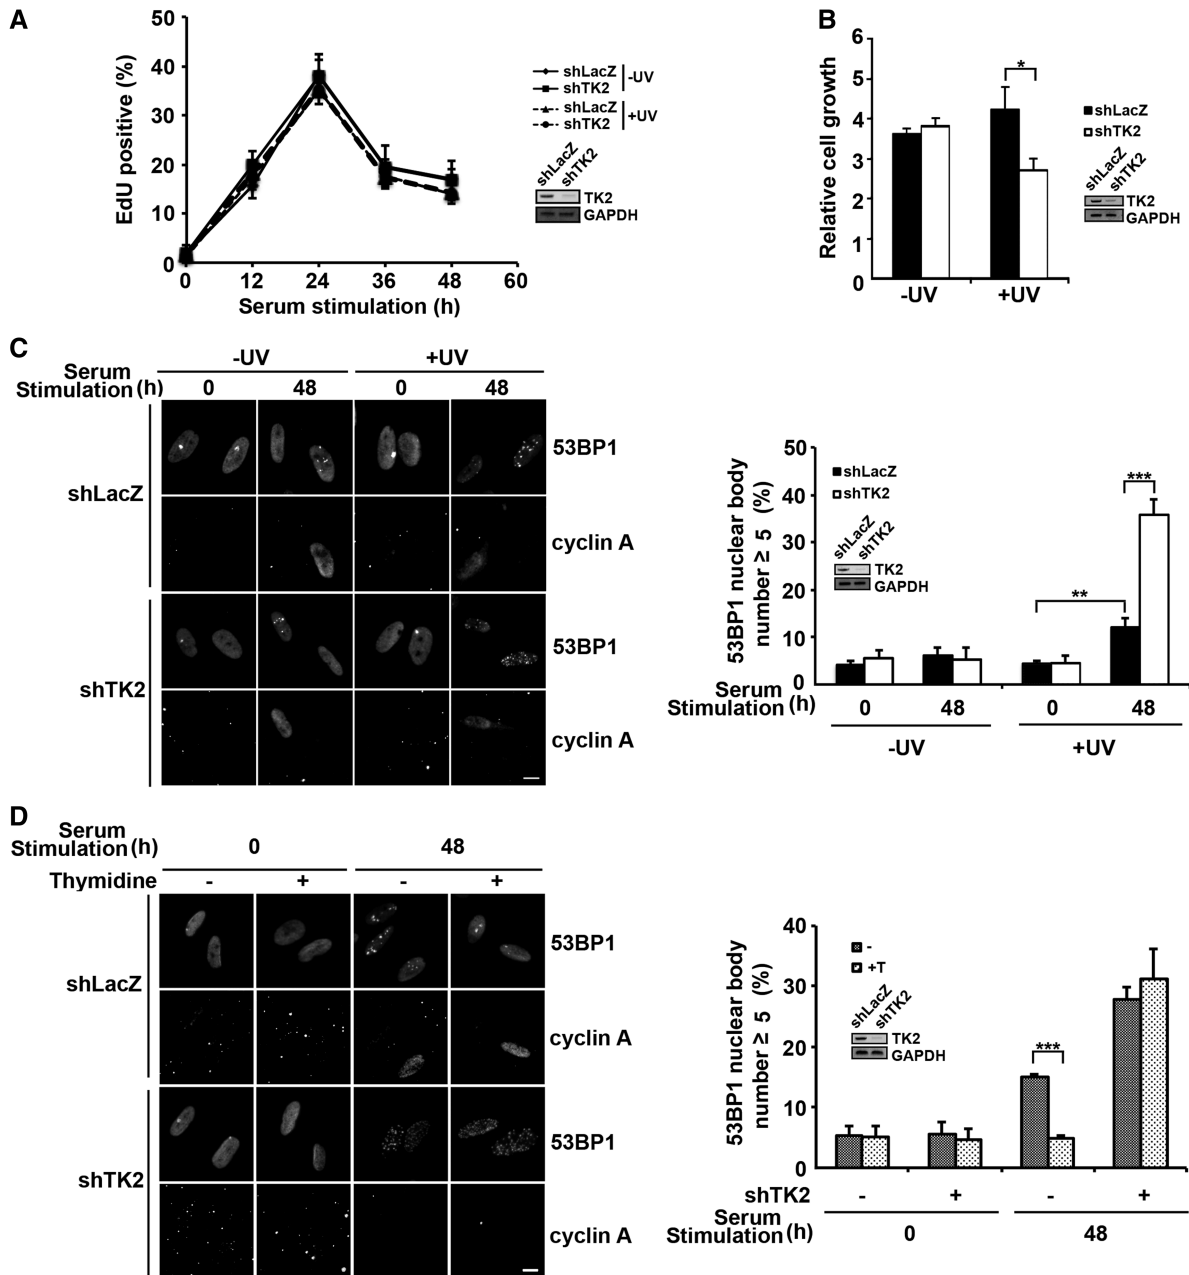 A
50
40
30
20
10
0
EdU positive (%)
0 12 24 36 48 60
Serum stimulation (h)
shLacZ
shTK2
-UV
shLacZ
shTK2
+UV
shLacZ
shTK2
TK2
GAPDH
B
6
5
4
3
2
1
0
Relative cell growth
*
-UV +UV
shLacZ
shTK2
shLacZ
shTK2
TK2
GAPDH
C
-UV +UV
Serum
Stimulation (h)
0 48 0 48
shLacZ
53BP1
cyclin A
shTK2
53BP1
cyclin A
50
40
30
20
10
0
53BP1 nuclear body
number ≥ 5 (%)
shLacZ
shTK2
shLacZ
shTK2
TK2
GAPDH
**
***
Serum
Stimulation (h)
0 48 0 48
-UV +UV
D
Serum
Stimulation (h)
0 48
Thymidine - + - +
shLacZ
53BP1
cyclin A
shTK2
53BP1
cyclin A
40
30
20
10
0
53BP1 nuclear body
number ≥ 5 (%)
-
+T
shLacZ
shTK2
TK2
GAPDH
***
shTK2 - + - +
Serum
Stimulation (h)
0 48